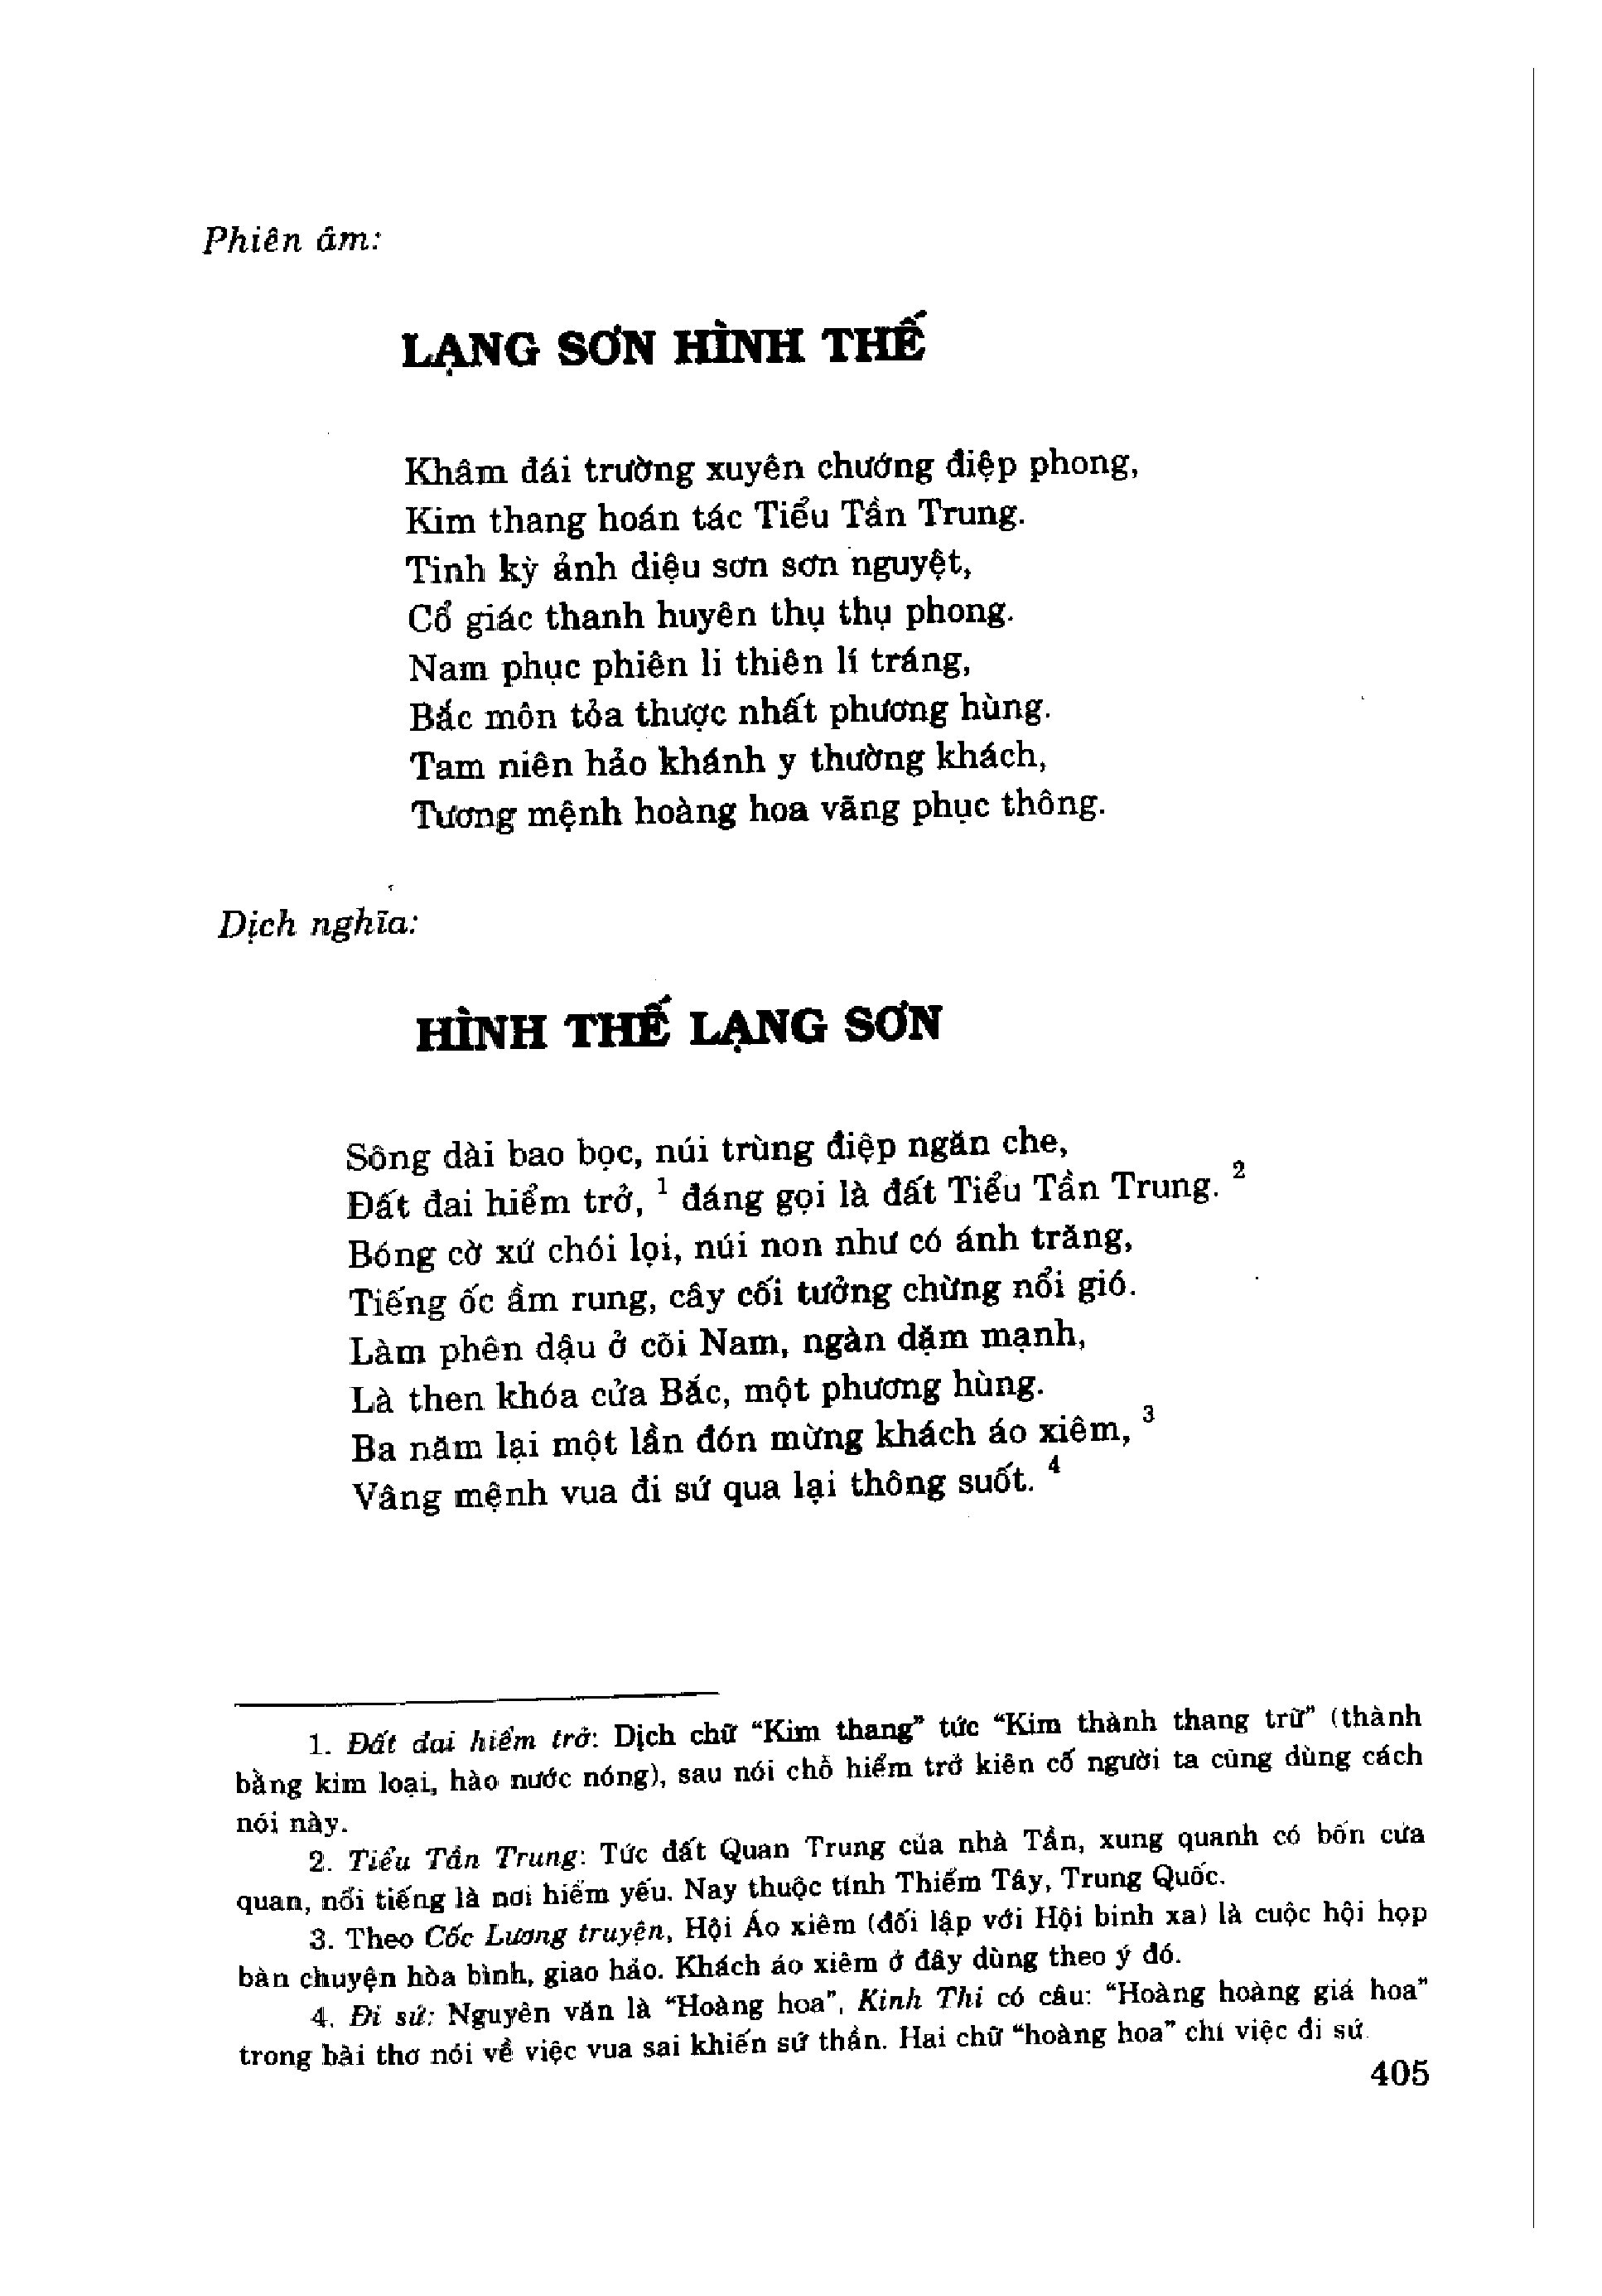 Phiên âm:
LẠNG SƠN HÌNH THẾ
Khâm đái trường xuyên chướng điệp phong,
Kim thang hoán tác Tiểu Tần Trung.
Tinh kỳ ảnh diệu sơn sơn nguyệt,
Cổ giác thanh huyên thụ thụ phong.
Nam phục phiên li thiên lí tráng,
Bắc môn tỏa thược nhất phương hùng.
Tam niên hảo khánh y thường khách,
Tương mệnh hoàng hoa vãng phục thông.
Dịch nghĩa:
HÌNH THẾ LẠNG SƠN
Sông dài bao bọc, núi trùng điệp ngăn che,
Đất đai hiểm trở, 1 đáng gọi là đất Tiểu Tần Trung. 2
Bóng cờ xứ chói lọi, núi non như có ánh trăng,
Tiếng ốc ầm rung, cây cối tưởng chừng nổi gió.
Làm phên dậu ở cõi Nam, ngàn dặm mạnh,
Là then khóa cửa Bắc, một phương hùng.
Ba năm lại một lần đón mừng khách áo xiêm, 3
Vâng mệnh vua đi sứ qua lại thông suốt. 4
1. Đất đai hiểm trở: Dịch chữ “Kim thang” tức “Kim thành thang trữ” (thành
bằng kim loại, hào nước nóng), sau nói chỗ hiểm trở kiên cố người ta cũng dùng cách
nói này.
2. Tiểu Tần Trung: Tức đất Quan Trung của nhà Tần, xung quanh có bốn cửa
quan, nổi tiếng là nơi hiểm yếu. Nay thuộc tỉnh Thiểm Tây, Trung Quốc.
3. Theo Cốc Lương truyện, Hội Áo xiêm (đối lập với Hội binh xa) là cuộc hội họp
bàn chuyện hòa bình, giao hảo. Khách áo xiêm ở đây dùng theo ý đó.
4. Đi sứ: Nguyên văn là “Hoàng hoa”, Kinh Thi có câu: “Hoàng hoàng giả hoa”
trong bài thơ nói về việc vua sai khiến sứ thần. Hai chữ “hoàng hoa” chỉ việc đi sứ.
405